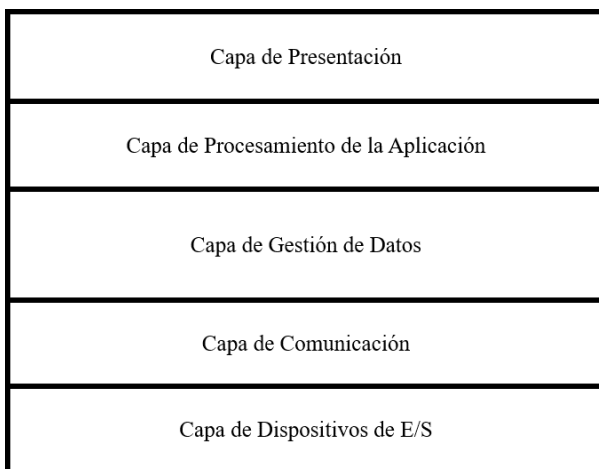 Capa de Presentación
Capa de Procesamiento de la Aplicación
Capa de Gestión de Datos
Capa de Comunicación
Capa de Dispositivos de E/S